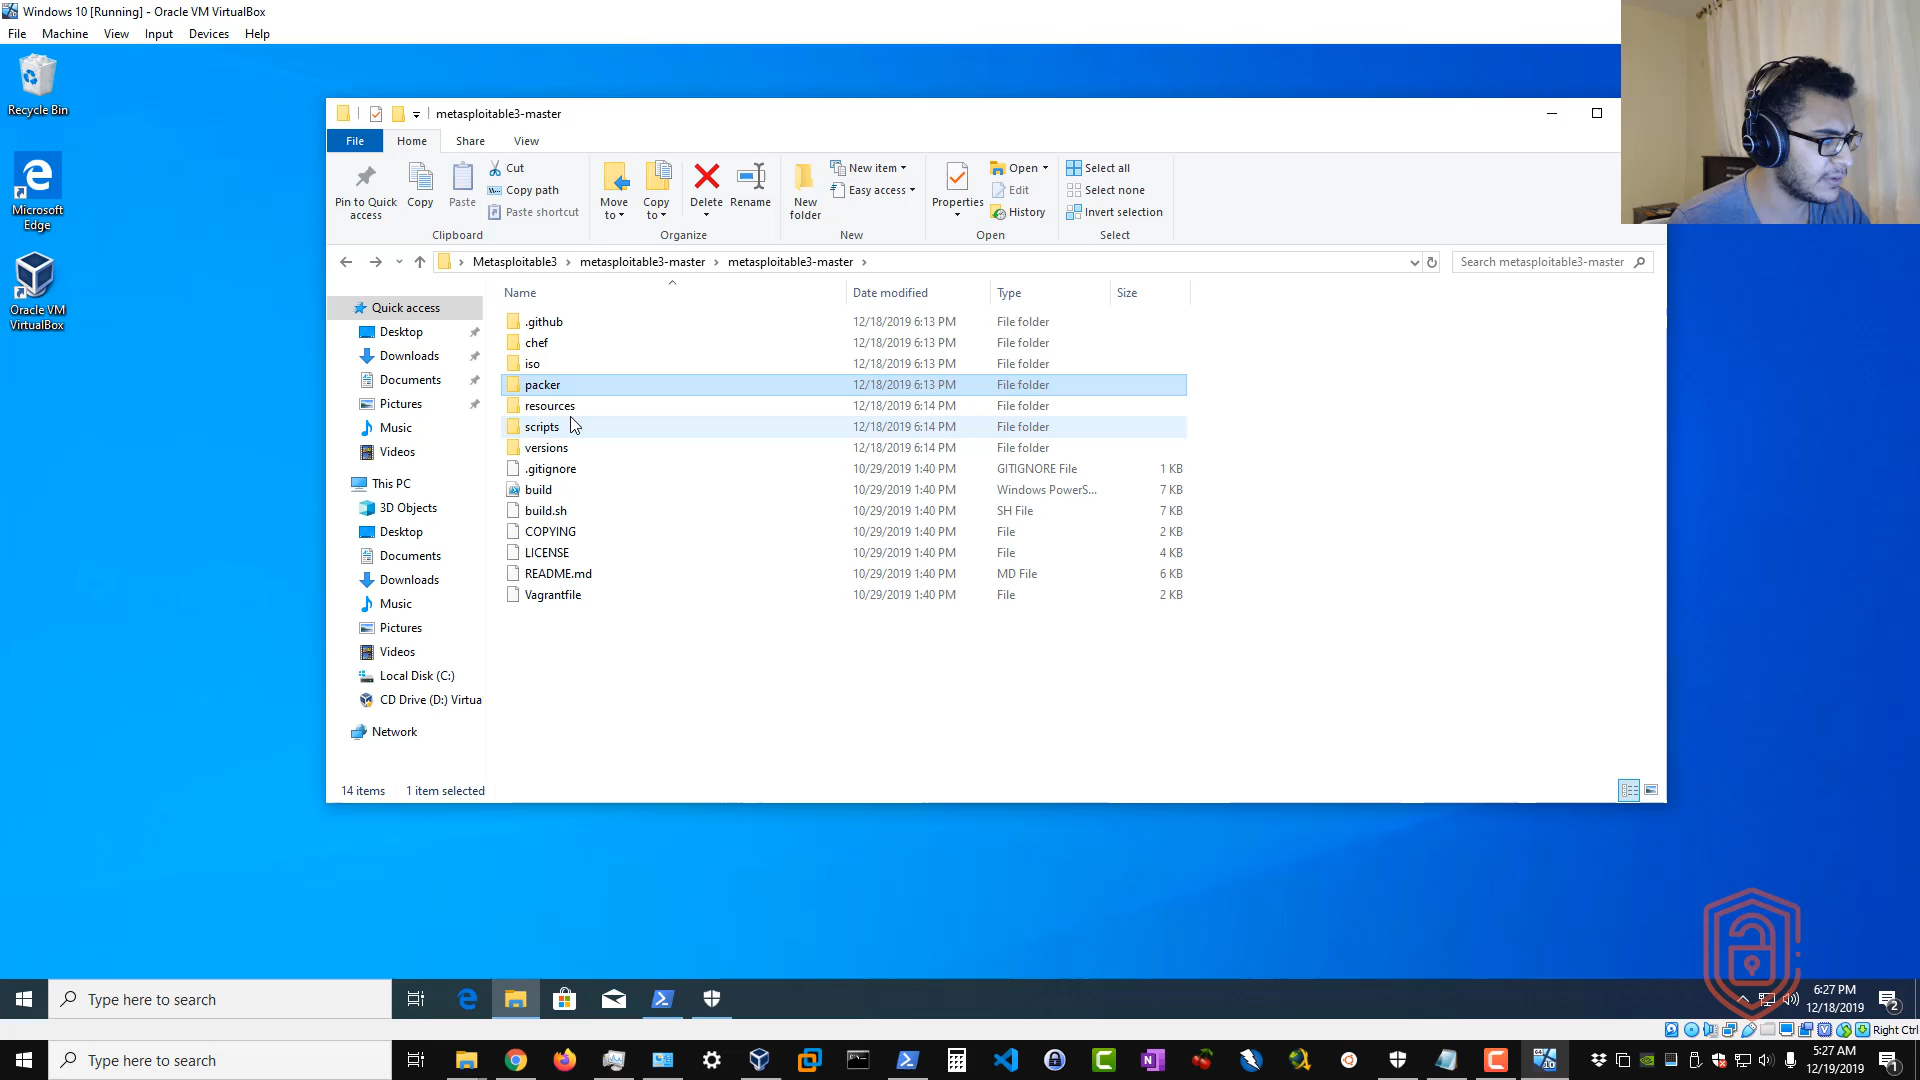 Windows 10 [Running] - Oracle VM VirtualBox
File Machine View Input Devices Help
Recycle Bin
Microsoft
Edge
Oracle VM
VirtualBox
metasploitable3-master
File Home Share View
Pin to Quick
access
Copy
Paste
Cut
Copy path
Paste shortcut
Clipboard
Move
to
Copy
to
Delete
Rename
Organize
New
folder
New item
Easy access
New
Properties
Open
Edit
History
Open
Select all
Select none
Invert selection
Select
Metasploitable3 > metasploitable3-master > metasploitable3-master >
Search metasploitable3-master
Quick access
Desktop
Downloads
Documents
Pictures
Music
Videos
This PC
3D Objects
Desktop
Documents
Downloads
Music
Pictures
Videos
Local Disk (C:)
CD Drive (D:) Virtua
Network
Name Date modified Type Size
.github 12/18/2019 6:13 PM File folder
chef 12/18/2019 6:13 PM File folder
iso 12/18/2019 6:13 PM File folder
packer 12/18/2019 6:13 PM File folder
resources 12/18/2019 6:14 PM File folder
scripts 12/18/2019 6:14 PM File folder
versions 12/18/2019 6:14 PM File folder
.gitignore 10/29/2019 1:40 PM GITIGNORE File 1 KB
build 10/29/2019 1:40 PM Windows PowerS... 7 KB
build.sh 10/29/2019 1:40 PM SH File 7 KB
COPYING 10/29/2019 1:40 PM File 2 KB
LICENSE 10/29/2019 1:40 PM File 4 KB
README.md 10/29/2019 1:40 PM MD File 6 KB
Vagrantfile 10/29/2019 1:40 PM File 2 KB
14 items 1 item selected
Type here to search
6:27 PM
12/18/2019
2
Right Ctrl
Type here to search
5:27 AM
12/19/2019
1